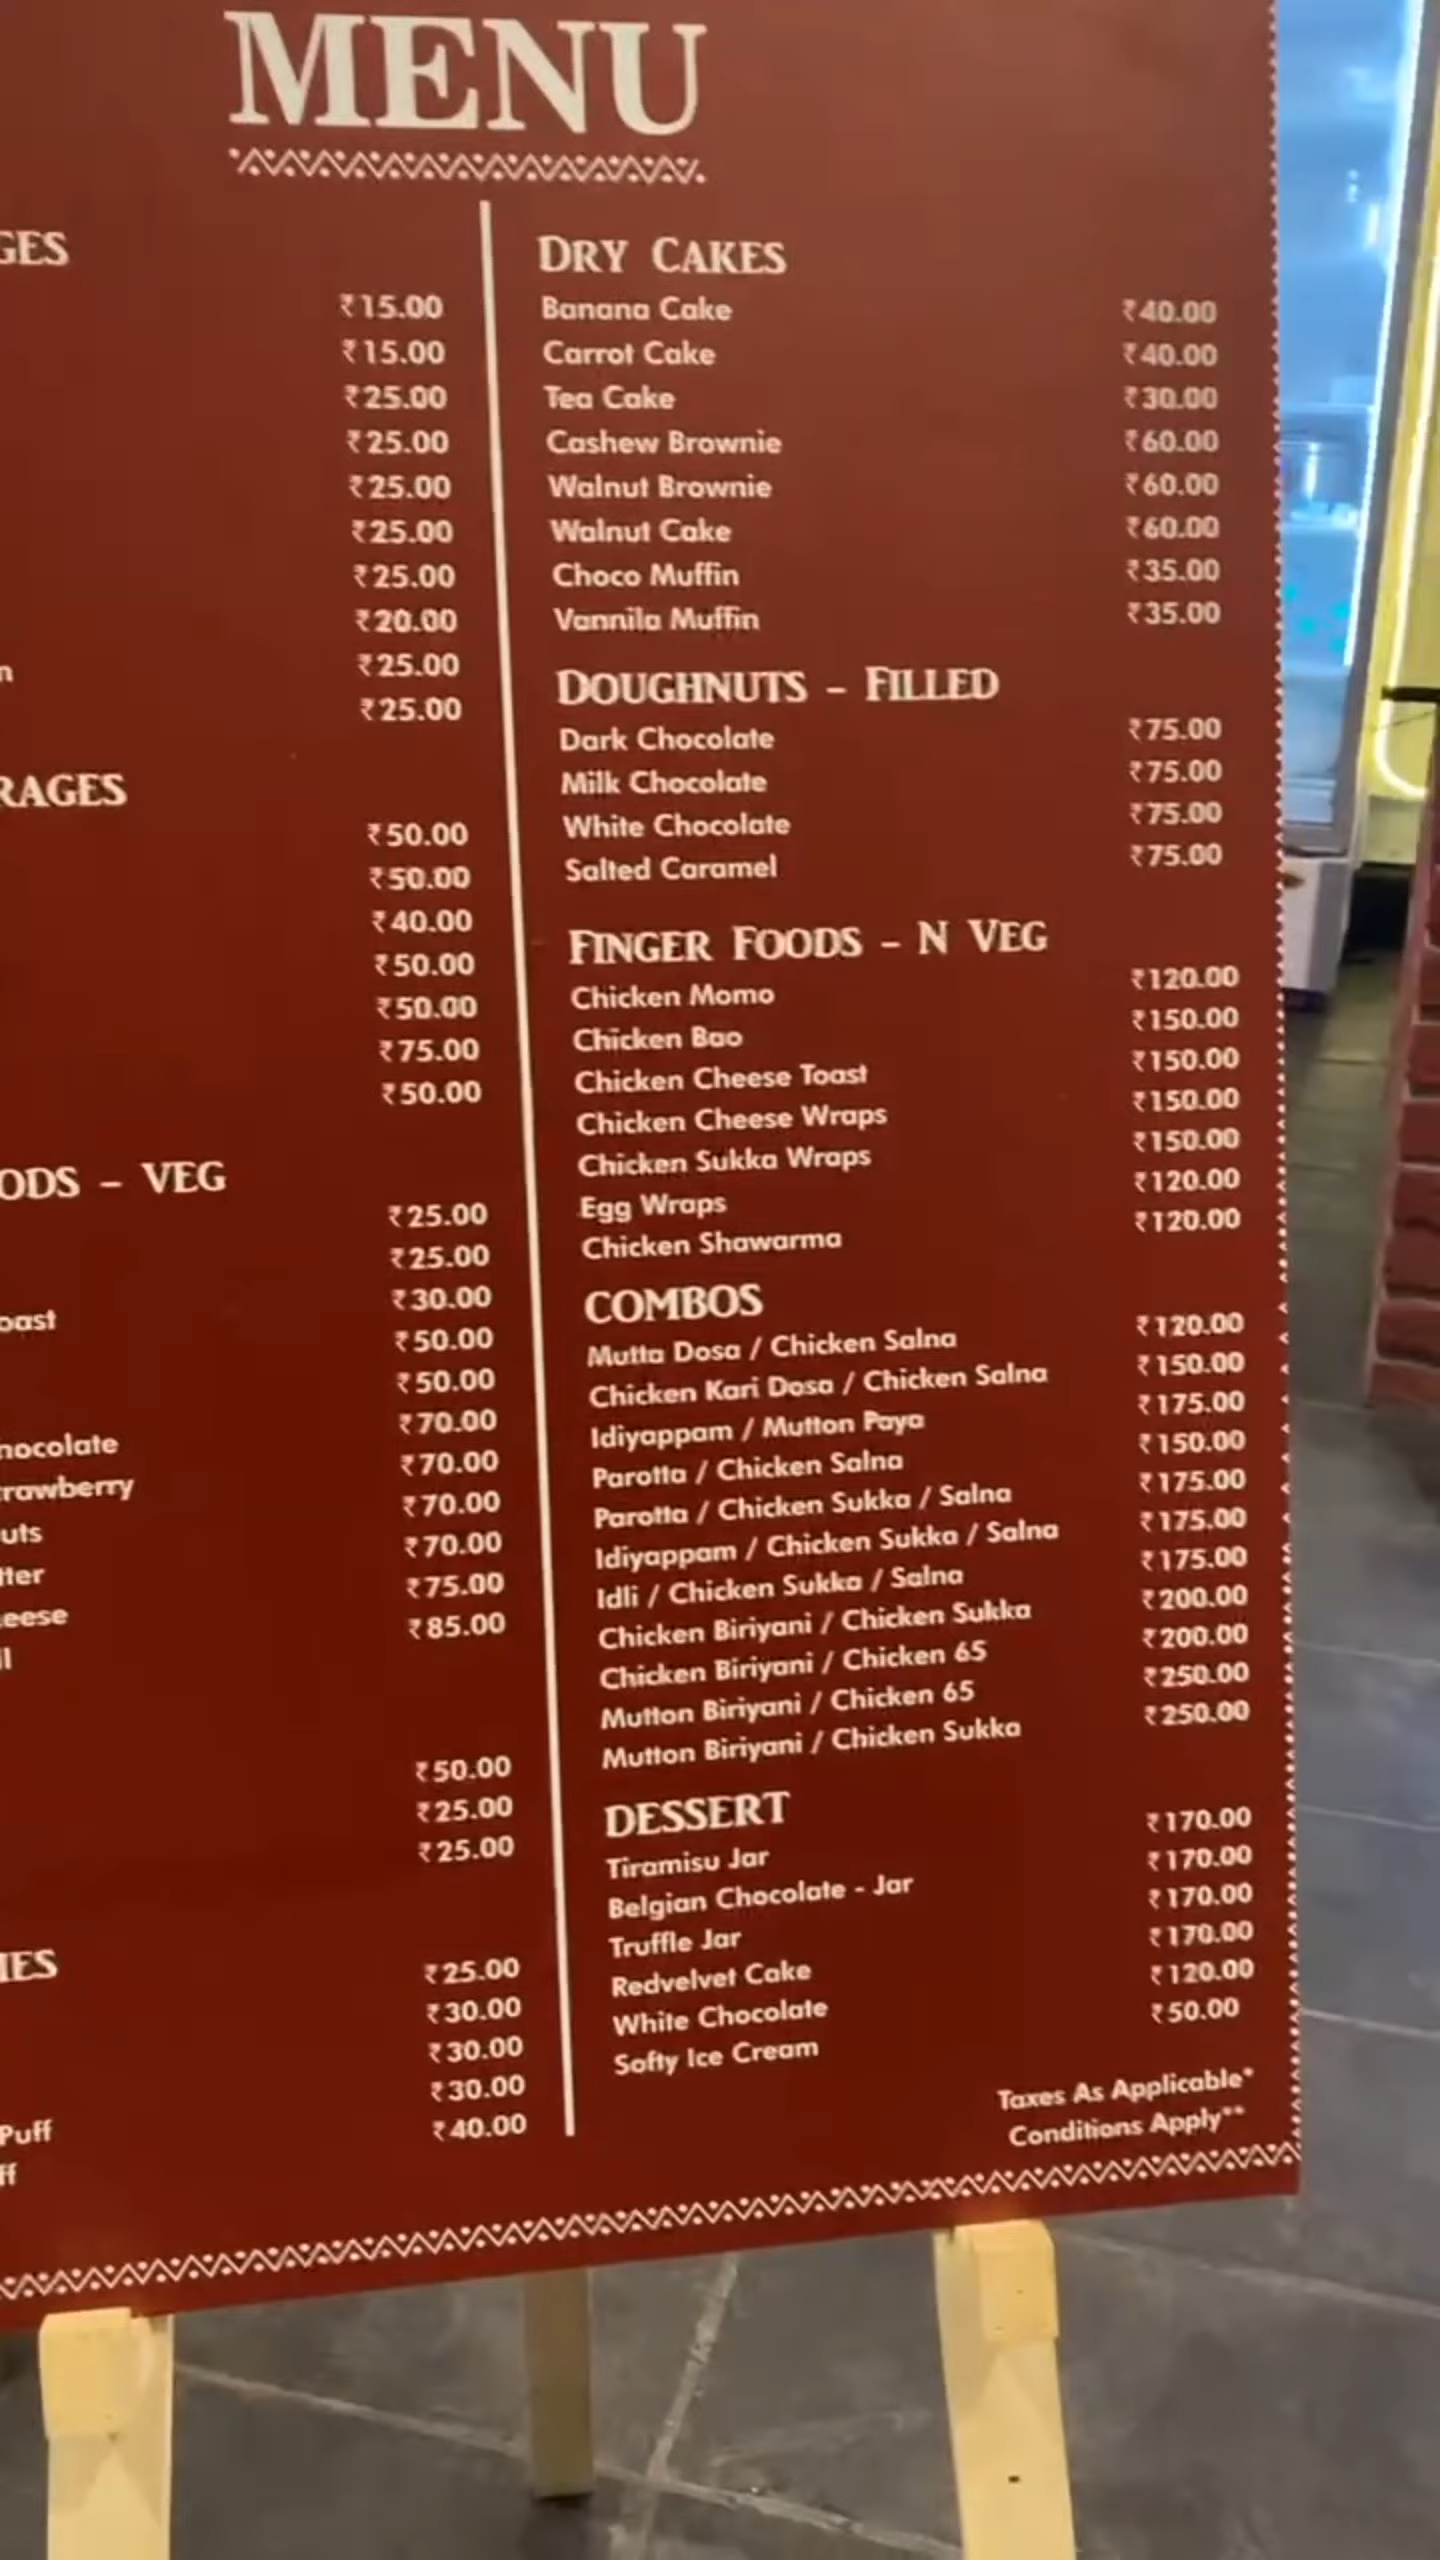 MENU
GES
₹15.00
₹15.00
₹25.00
₹25.00
₹25.00
₹25.00
₹25.00
₹20.00
n ₹25.00
₹25.00
RAGES
₹50.00
₹50.00
₹40.00
₹50.00
₹50.00
₹75.00
₹50.00
ODS - VEG
₹25.00
₹25.00
₹30.00
oast ₹50.00
₹50.00
₹70.00
hocolate ₹70.00
rawberry ₹70.00
uts ₹70.00
tter ₹75.00
eese ₹85.00
l
₹50.00
₹25.00
₹25.00
IES
₹25.00
₹30.00
₹30.00
₹30.00
Puff ₹40.00
ff
DRY CAKES
Banana Cake ₹40.00
Carrot Cake ₹40.00
Tea Cake ₹30.00
Cashew Brownie ₹60.00
Walnut Brownie ₹60.00
Walnut Cake ₹60.00
Choco Muffin ₹35.00
Vannila Muffin ₹35.00
DOUGHNUTS - FILLED
Dark Chocolate ₹75.00
Milk Chocolate ₹75.00
White Chocolate ₹75.00
Salted Caramel ₹75.00
FINGER FOODS - N VEG
Chicken Momo ₹120.00
Chicken Bao ₹150.00
Chicken Cheese Toast ₹150.00
Chicken Cheese Wraps ₹150.00
Chicken Sukka Wraps ₹150.00
Egg Wraps ₹120.00
Chicken Shawarma ₹120.00
COMBOS
Mutta Dosa / Chicken Salna ₹120.00
Chicken Kari Dosa / Chicken Salna ₹150.00
Idiyappam / Mutton Paya ₹175.00
Parotta / Chicken Salna ₹150.00
Parotta / Chicken Sukka / Salna ₹175.00
Idiyappam / Chicken Sukka / Salna ₹175.00
Idli / Chicken Sukka / Salna ₹175.00
Chicken Biriyani / Chicken Sukka ₹200.00
Chicken Biriyani / Chicken 65 ₹200.00
Mutton Biriyani / Chicken 65 ₹250.00
Mutton Biriyani / Chicken Sukka ₹250.00
DESSERT
Tiramisu Jar ₹170.00
Belgian Chocolate - Jar ₹170.00
Truffle Jar ₹170.00
Redvelvet Cake ₹170.00
White Chocolate ₹120.00
Softy Ice Cream ₹50.00
Taxes As Applicable*
Conditions Apply**